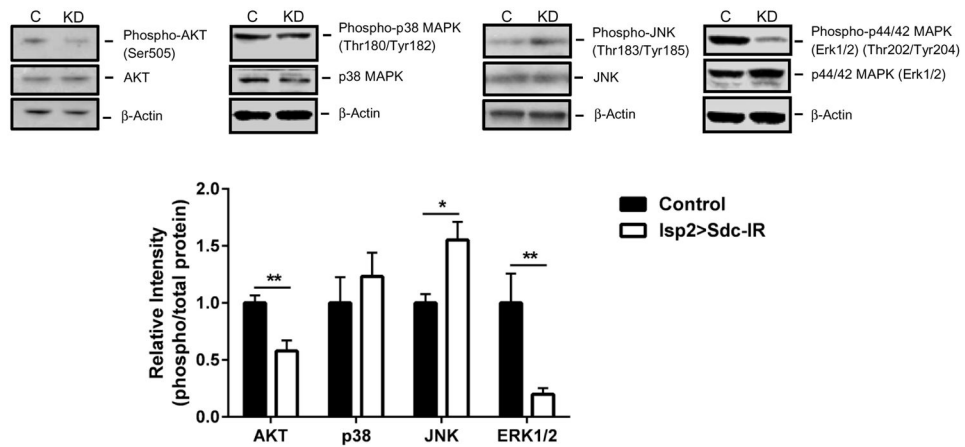 C KD
Phospho-AKT
(Ser505)
AKT
β-Actin
C KD
Phospho-p38 MAPK
(Thr180/Tyr182)
p38 MAPK
β-Actin
C KD
Phospho-JNK
(Thr183/Tyr185)
JNK
β-Actin
C KD
Phospho-p44/42 MAPK
(Erk1/2) (Thr202/Tyr204)
p44/42 MAPK (Erk1/2)
β-Actin
Relative Intensity
(phospho/total protein)
2.0
1.5
1.0
0.5
0.0
**
*
**
AKT p38 JNK ERK1/2
Control
lsp2>Sdc-IR